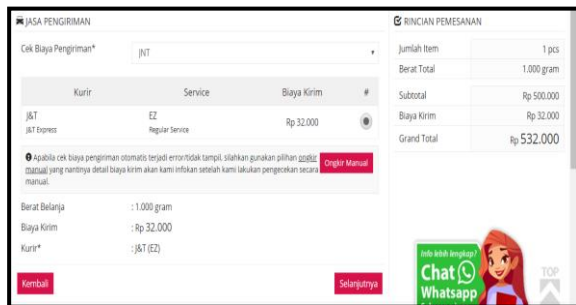 JASA PENGIRIMAN
Cek Biaya Pengiriman*
JNT
Kurir Service Biaya Kirim #
J&T EZ Rp 32.000
J&T Express Regular Service
Apabila cek biaya pengiriman otomatis terjadi error/tidak tampil, silahkan gunakan pilihan ongkir
manual yang nantinya detail biaya kirim akan kami infokan setelah kami lakukan pengecekan secara
manual.
Ongkir Manual
Berat Belanja : 1.000 gram
Biaya Kirim : Rp 32.000
Kurir* : J&T (EZ)
Kembali
Selanjutnya
RINCIAN PEMESANAN
Jumlah Item 1 pcs
Berat Total 1.000 gram
Subtotal Rp 500.000
Biaya Kirim Rp 32.000
Grand Total Rp 532.000
Info lebih lengkap?
Chat
Whatsapp
TOP